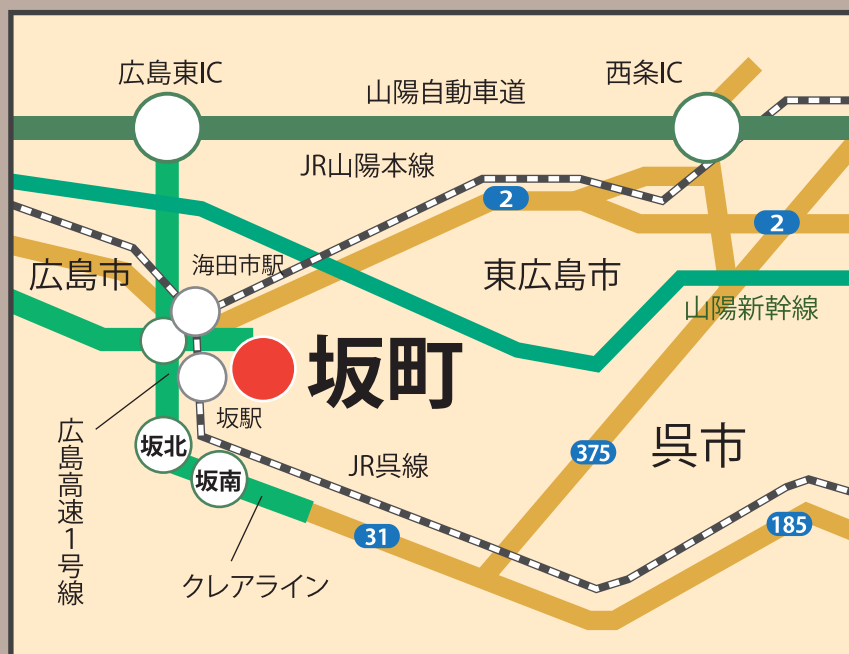 広島東IC
西条IC
山陽自動車道
JR山陽本線
2
2
海田市駅
広島市
東広島市
山陽新幹線
坂町
坂駅
広島高速1号線
坂北
坂南
JR呉線
375
呉市
31
185
クレアライン